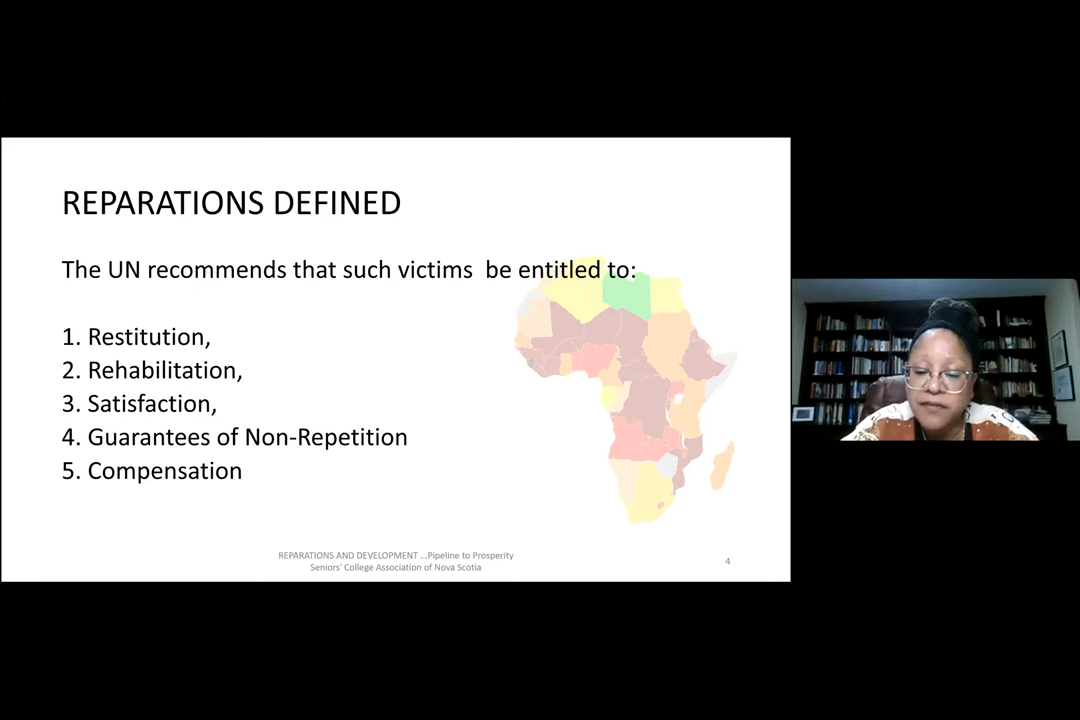 REPARATIONS DEFINED
The UN recommends that such victims  be entitled to:
1. Restitution,
2. Rehabilitation,
3. Satisfaction,
4. Guarantees of Non-Repetition
5. Compensation
REPARATIONS AND DEVELOPMENT ...Pipeline to Prosperity
Seniors' College Association of Nova Scotia
4